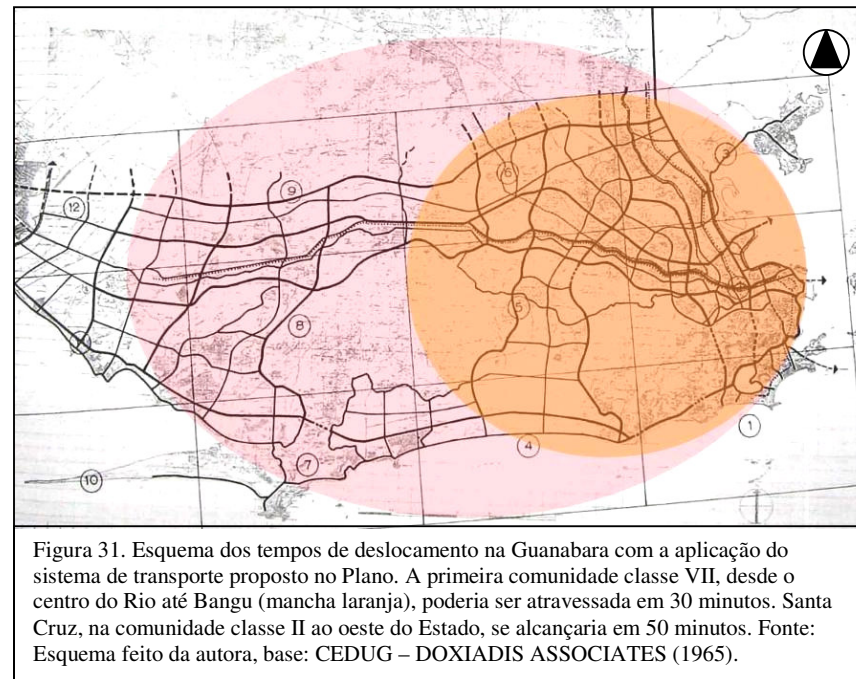 3
6
9
12
5
8
1
4
7
10
Figura 31. Esquema dos tempos de deslocamento na Guanabara com a aplicação do
sistema de transporte proposto no Plano. A primeira comunidade classe VII, desde o
centro do Rio até Bangu (mancha laranja), poderia ser atravessada em 30 minutos. Santa
Cruz, na comunidade classe II ao oeste do Estado, se alcançaria em 50 minutos. Fonte:
Esquema feito da autora, base: CEDUG – DOXIADIS ASSOCIATES (1965).